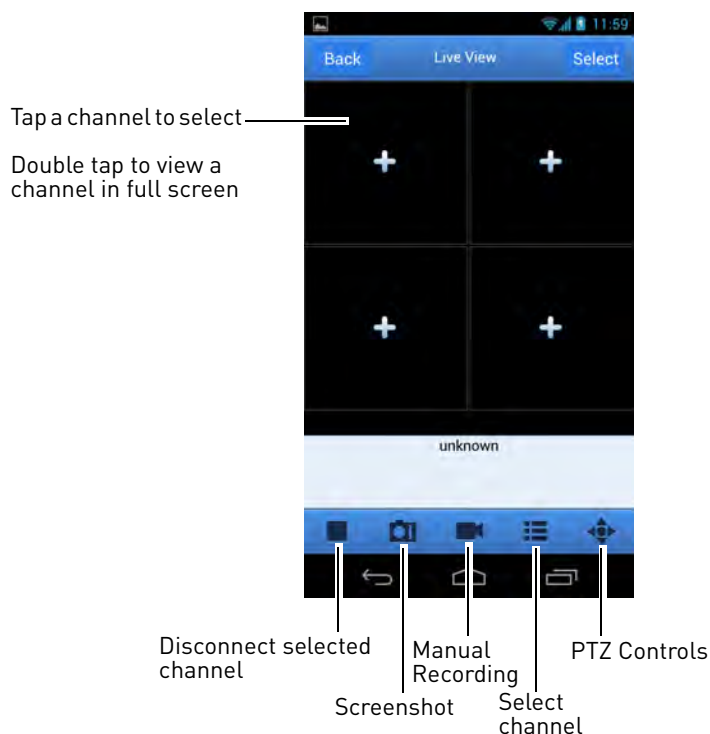 11:59
Back Live View Select
Tap a channel to select
Double tap to view a
channel in full screen
unknown
Disconnect selected
channel
Screenshot
Manual
Recording
Select
channel
PTZ Controls